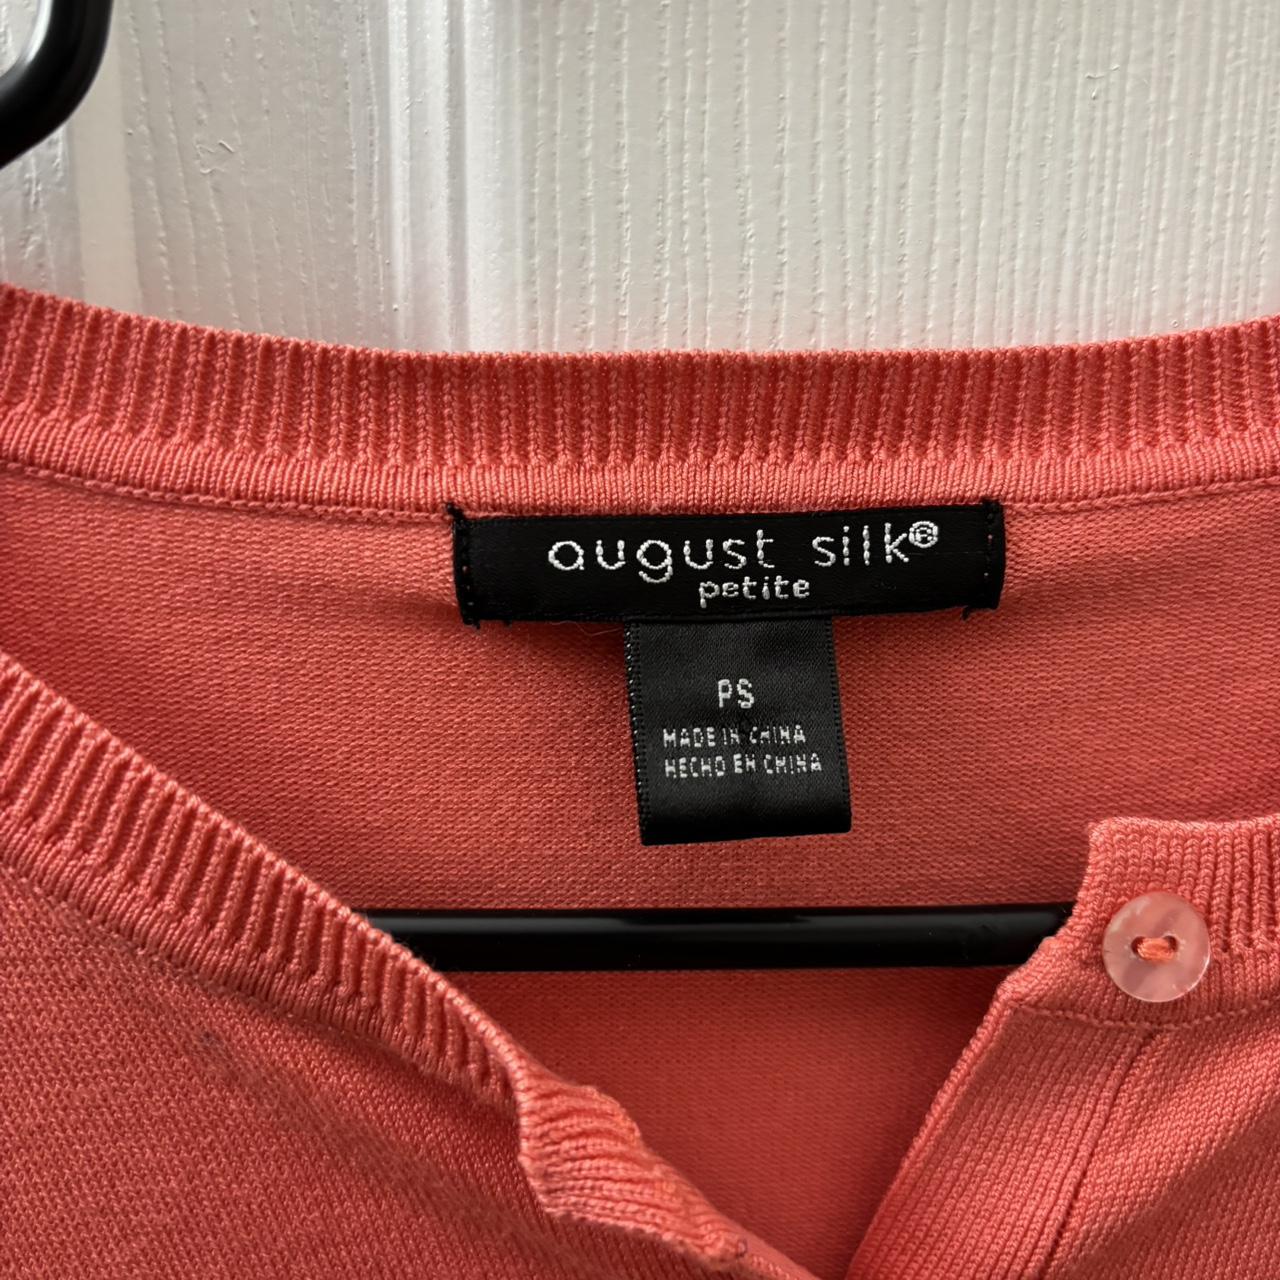 august silk®
petite
PS
MADE IN CHINA
HECHO EN CHINA